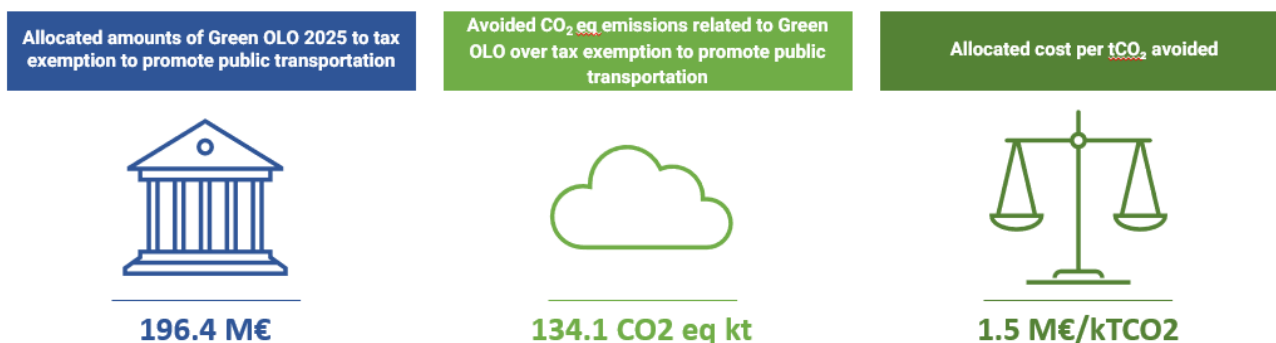 Allocated amounts of Green OLO 2025 to tax
exemption to promote public transportation
Avoided CO₂ eq emissions related to Green
OLO over tax exemption to promote public
transportation
Allocated cost per tCO₂ avoided
196.4 M€
134.1 CO2 eq kt
1.5 M€/kTCO2